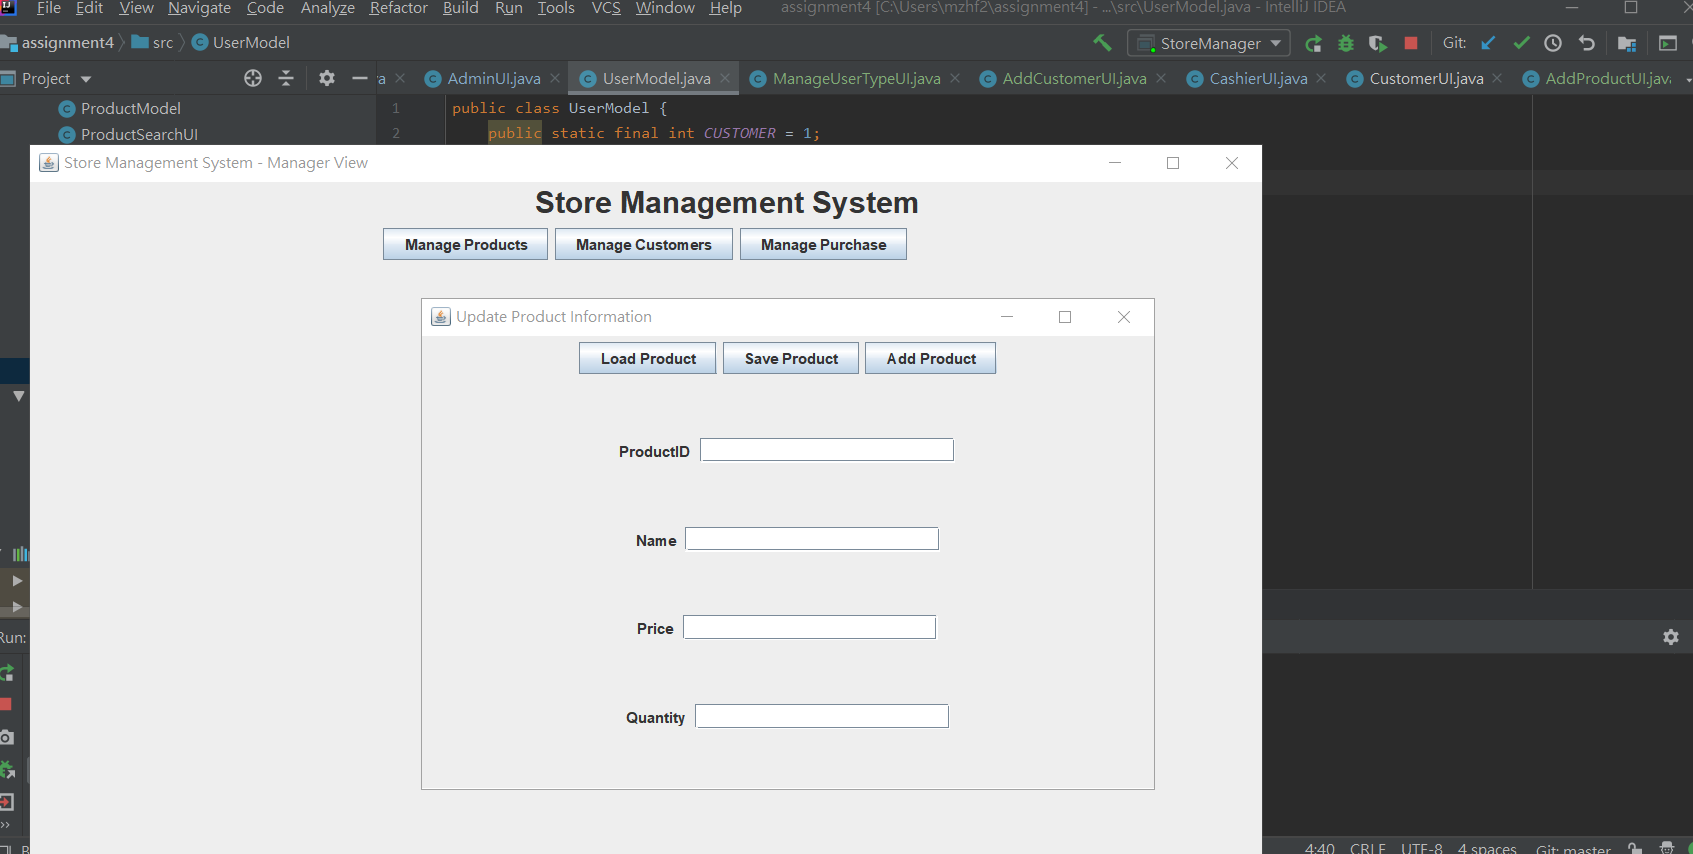 File Edit View Navigate Code Analyze Refactor Build Run Tools VCS Window Help assignment4 [C:\Users\mzhf2\assignment4] - ...\src\UserModel.java - IntelliJ IDEA
assignment4 src UserModel StoreManager Git:
Project AdminUI.java UserModel.java ManageUserTypeUI.java AddCustomerUI.java CashierUI.java CustomerUI.java AddProductUI.java
ProductModel
ProductSearchUI
1 public class UserModel {
2 public static final int CUSTOMER = 1;
Store Management System - Manager View
Store Management System
Manage Products Manage Customers Manage Purchase
Update Product Information
Load Product Save Product Add Product
ProductID
Name
Price
Quantity
Run:
4:40 CRLF UTF-8 4 spaces Git: master